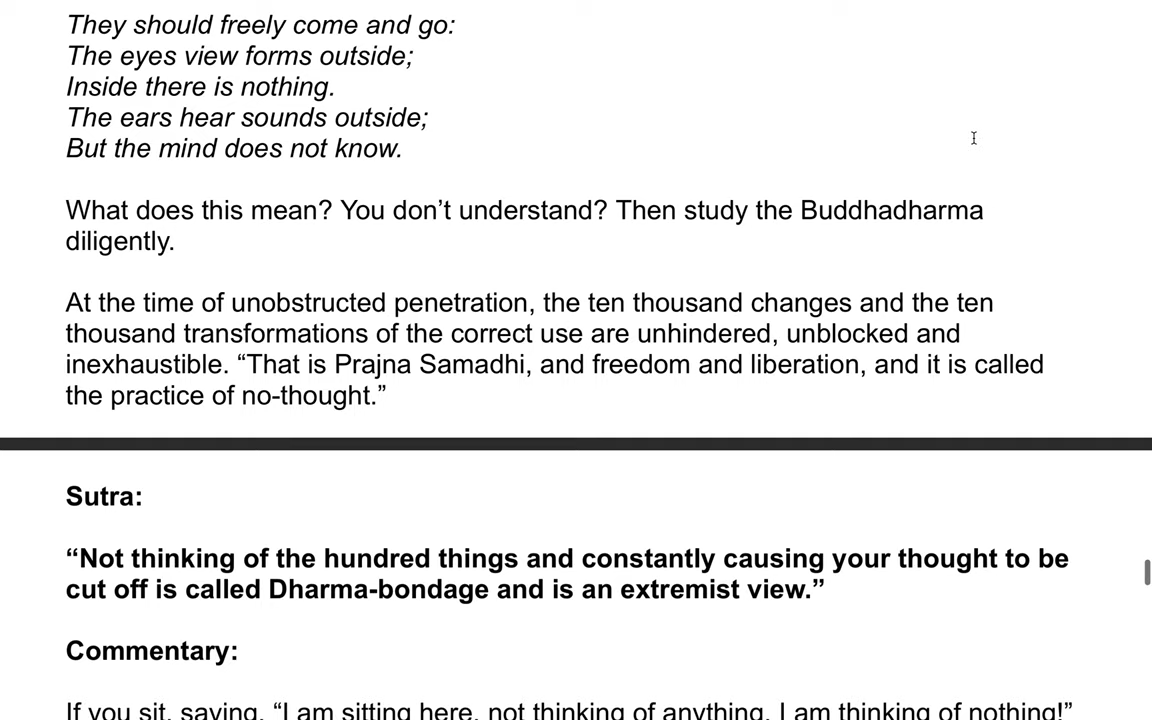 They should freely come and go:
The eyes view forms outside;
Inside there is nothing.
The ears hear sounds outside;
But the mind does not know.
What does this mean? You don’t understand? Then study the Buddhadharma
diligently.
At the time of unobstructed penetration, the ten thousand changes and the ten
thousand transformations of the correct use are unhindered, unblocked and
inexhaustible. “That is Prajna Samadhi, and freedom and liberation, and it is called
the practice of no-thought.”
Sutra:
“Not thinking of the hundred things and constantly causing your thought to be
cut off is called Dharma-bondage and is an extremist view.”
Commentary:
If you sit, saying, “I am sitting here, not thinking of anything. I am thinking of nothing!”